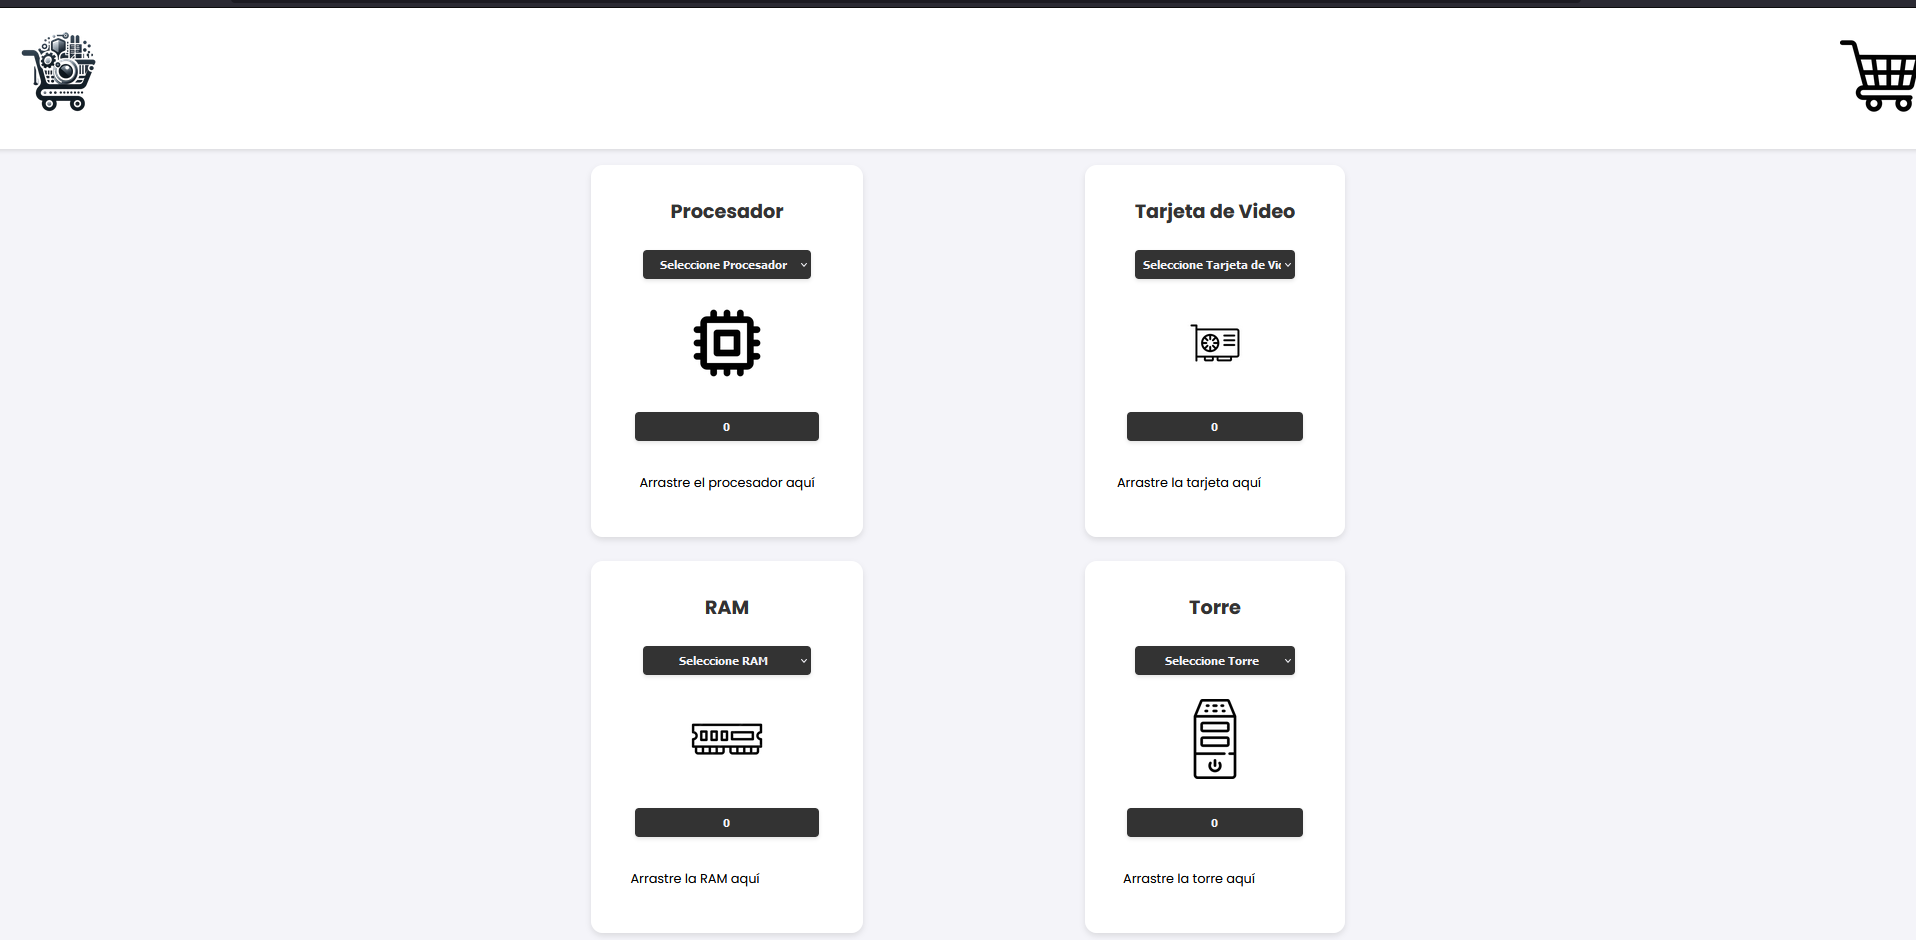 Procesador
Seleccione Procesador
0
Arrastre el procesador aquí
Tarjeta de Video
Seleccione Tarjeta de Vi
0
Arrastre la tarjeta aquí
RAM
Seleccione RAM
0
Arrastre la RAM aquí
Torre
Seleccione Torre
0
Arrastre la torre aquí